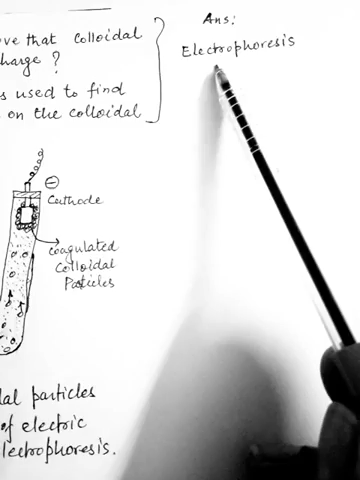 ove that colloidal
harge ?
s used to find
on the colloidal
Ans:
Electrophoresis
⊖
Cathode
Coagulated
Colloidal
Particles
dal particles
of electric
lectrophoresis.